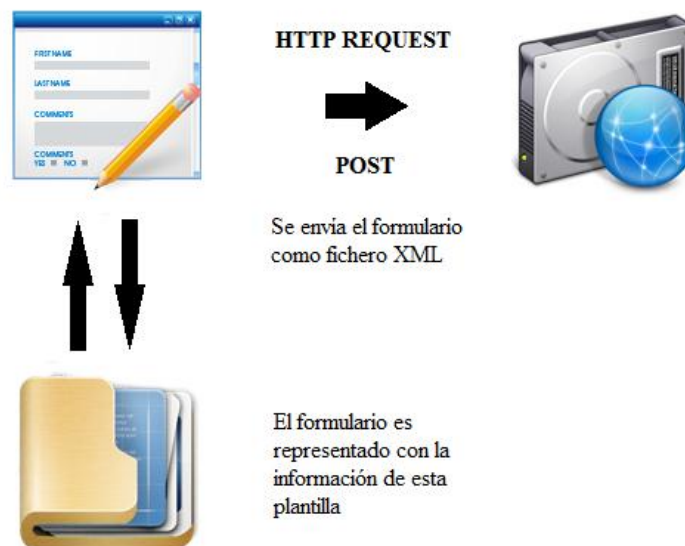 FIRST NAME
LAST NAME
COMMENTS
COMMENTS
YES NO
HTTP REQUEST
POST
Se envía el formulario
como fichero XML
El formulario es
representado con la
información de esta
plantilla